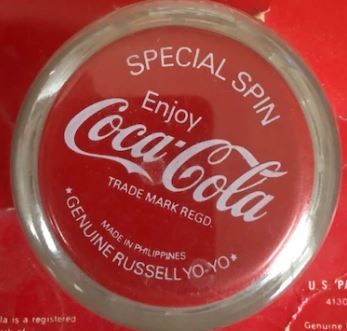 SPECIAL SPIN
Enjoy
Coca-Cola
TRADE MARK REGD.
MADE IN PHILIPPINES
★ GENUINE RUSSELL YO-YO ★
U.S. PA
4130
la is a registered
Genuine